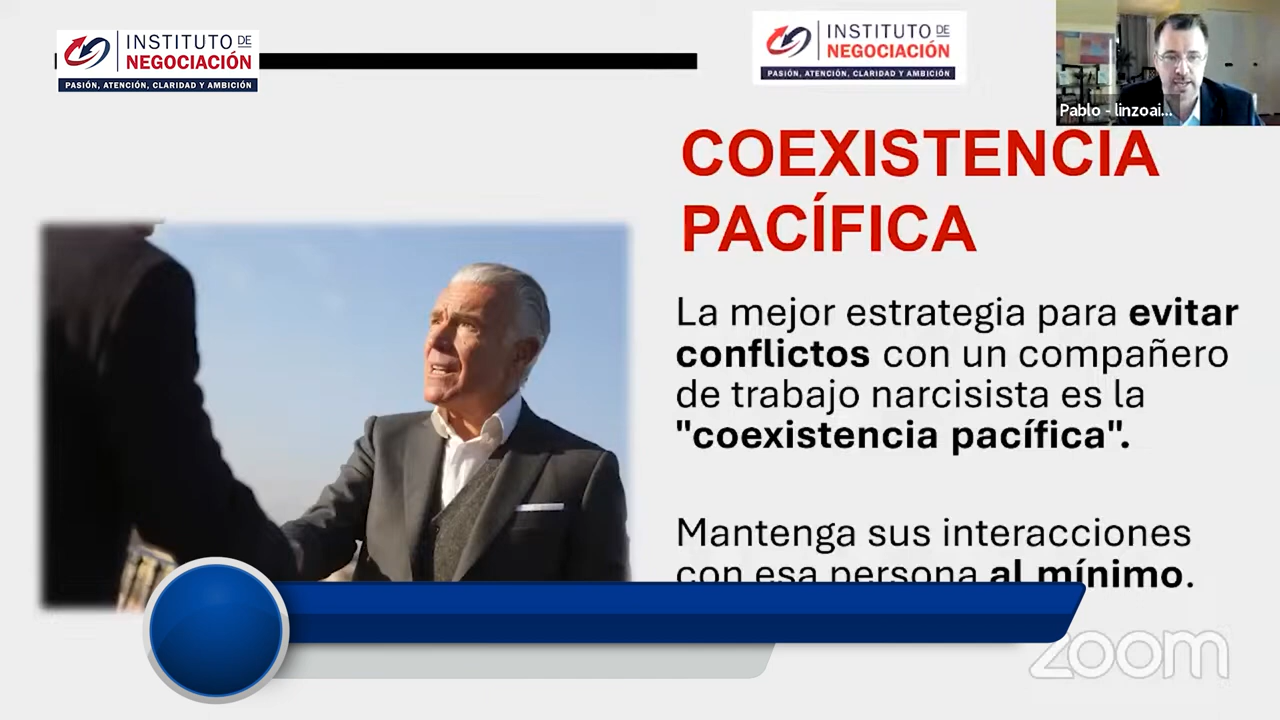 INSTITUTO DE
NEGOCIACIÓN
PASIÓN, ATENCIÓN, CLARIDAD Y AMBICIÓN
INSTITUTO DE
NEGOCIACIÓN
PASIÓN, ATENCIÓN, CLARIDAD Y AMBICIÓN
Pablo - linzoai...
COEXISTENCIA
PACÍFICA
La mejor estrategia para evitar
conflictos con un compañero
de trabajo narcisista es la
"coexistencia pacífica".
Mantenga sus interacciones
con esa persona al mínimo.
zoom